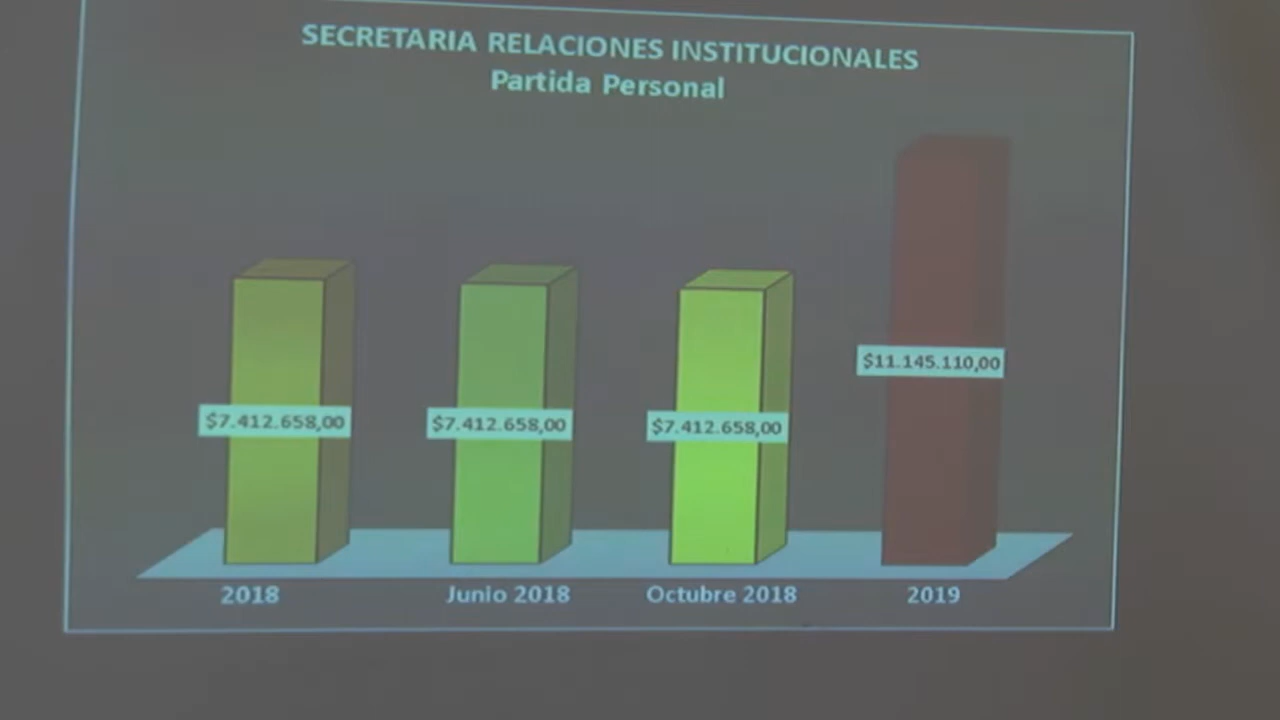 SECRETARIA RELACIONES INSTITUCIONALES
Partida Personal
$11.145.110,00
$7.412.658,00 $7.412.658,00 $7.412.658,00
2018 Junio 2018 Octubre 2018 2019